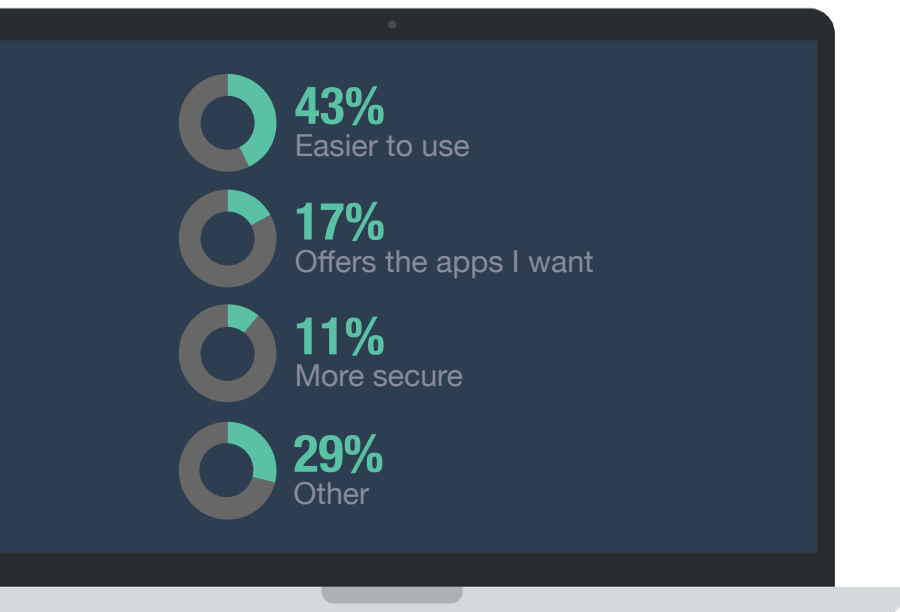 43%
Easier to use
17%
Offers the apps I want
11%
More secure
29%
Other